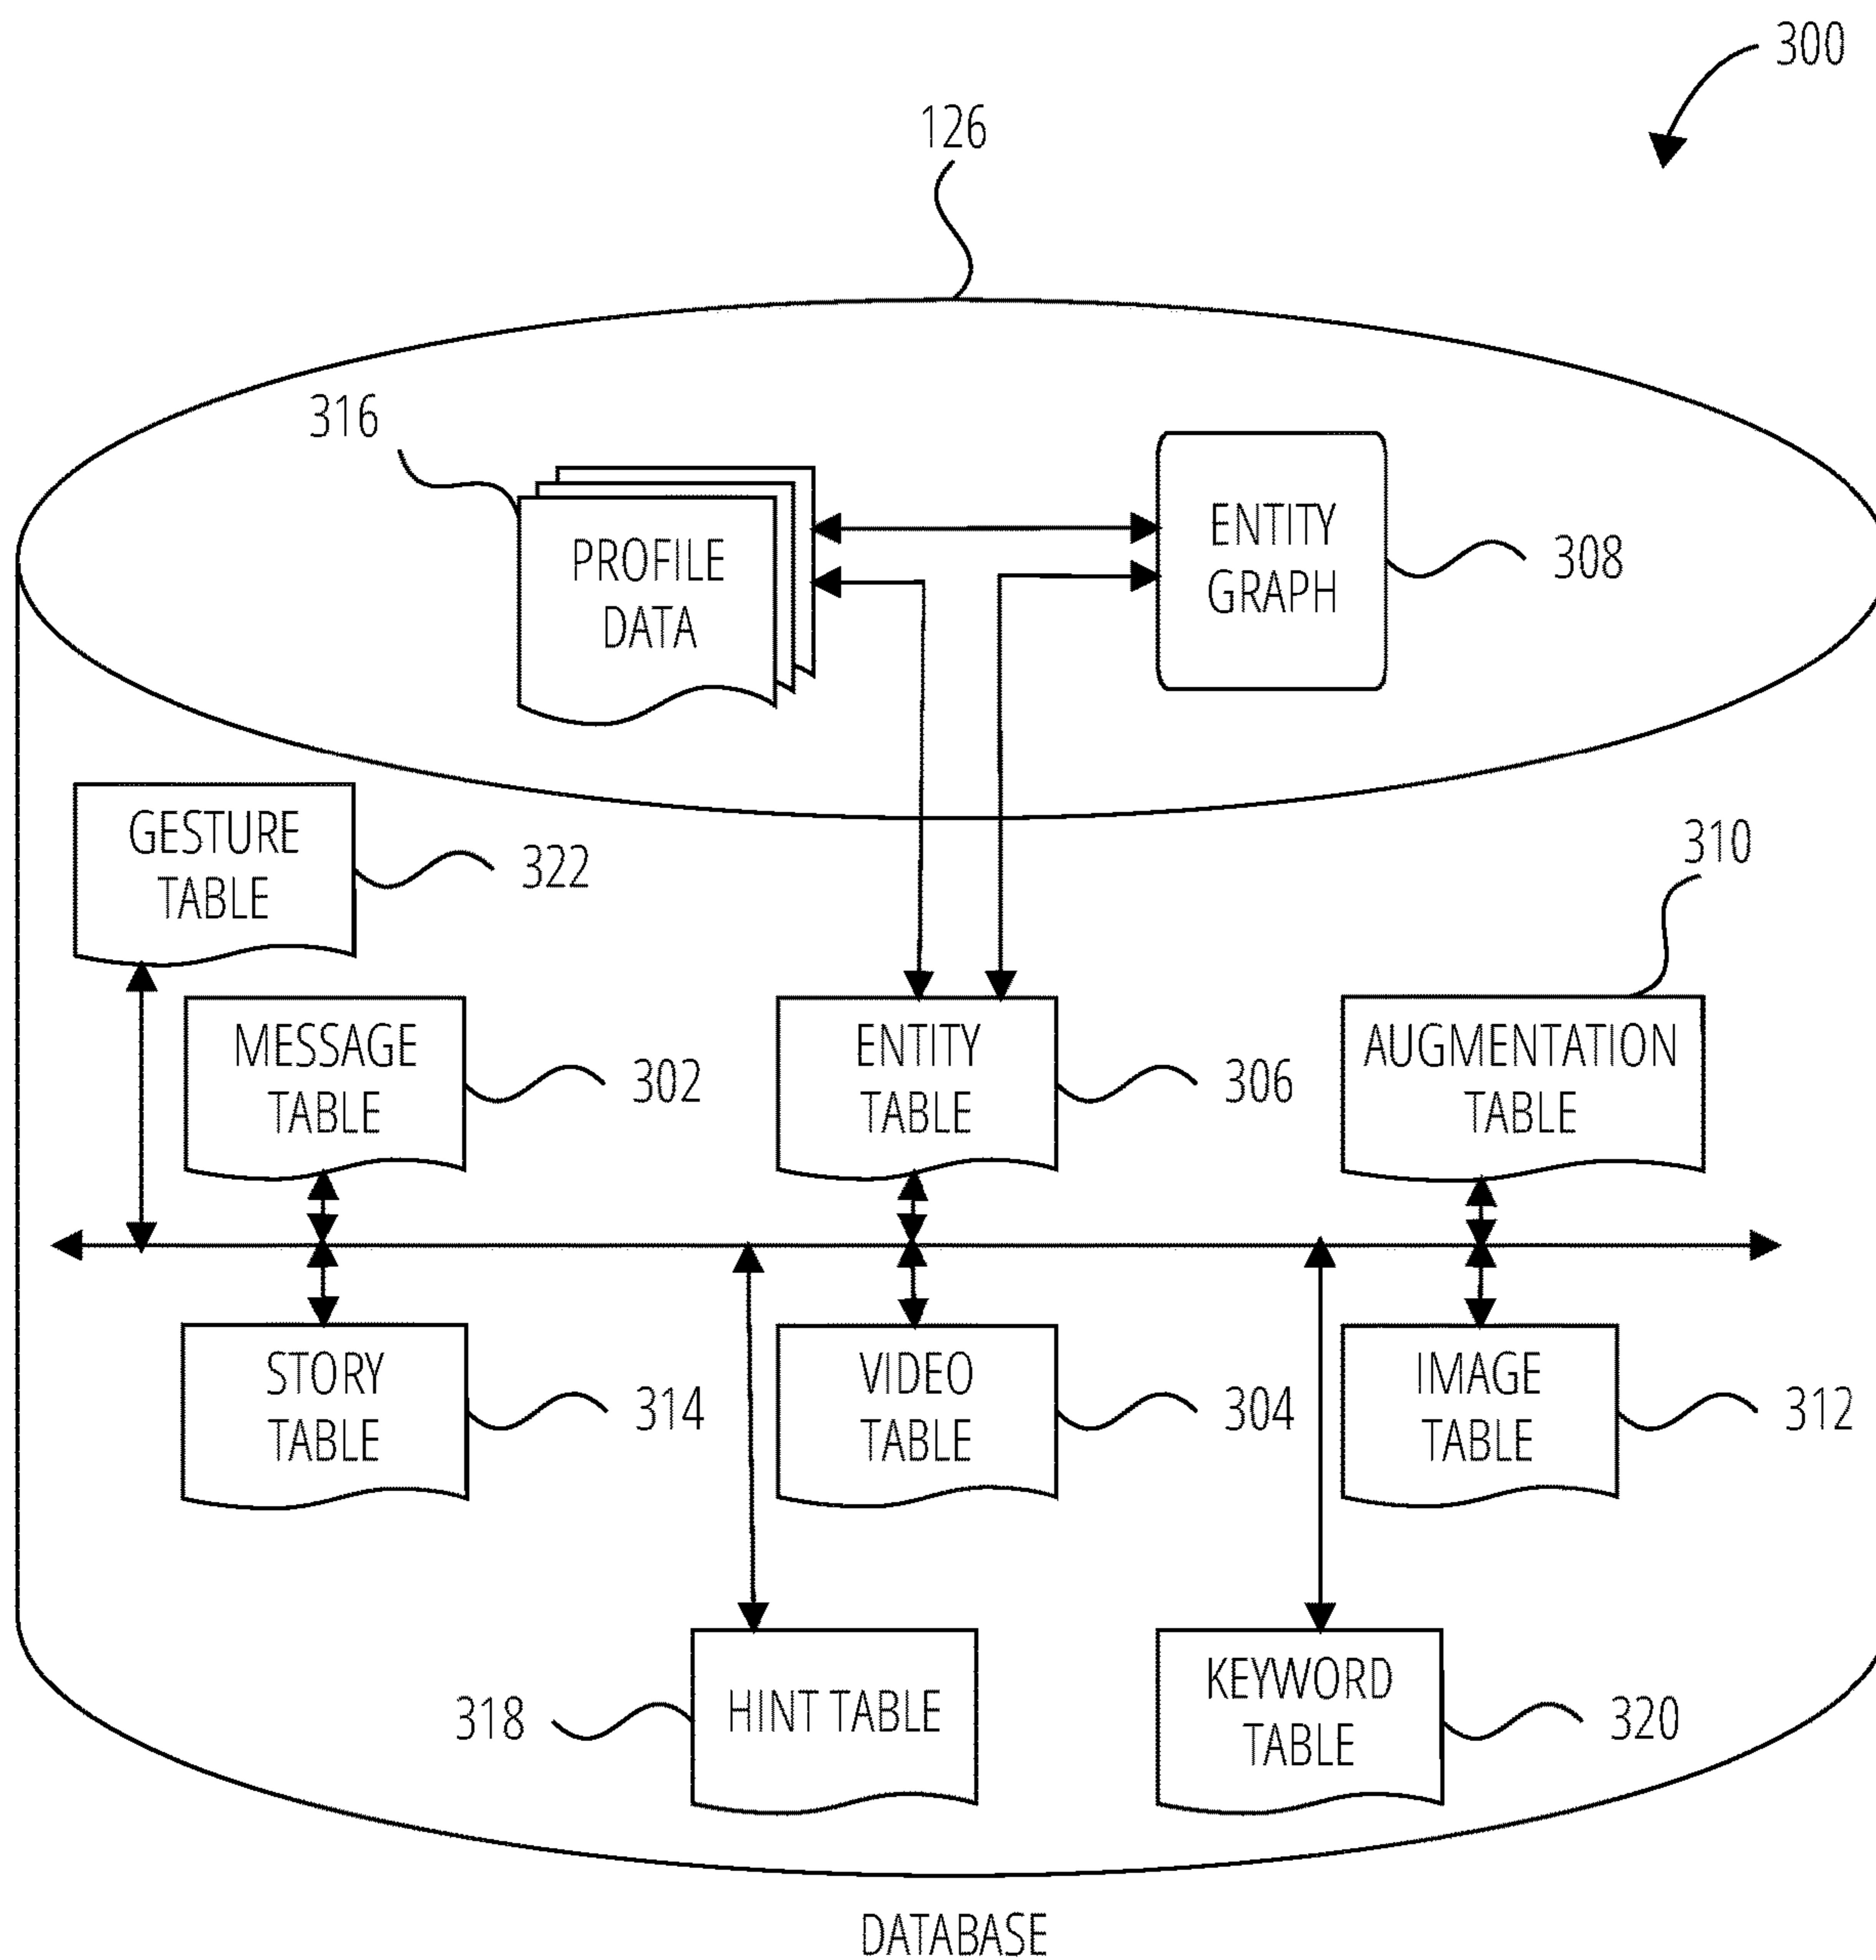 300
126
316
PROFILE
DATA
ENTITY
GRAPH
308
GESTURE
TABLE
322
310
MESSAGE
TABLE
302
ENTITY
TABLE
306
AUGMENTATION
TABLE
STORY
TABLE
314
VIDEO
TABLE
304
IMAGE
TABLE
312
318
HINT TABLE
KEYWORD
TABLE
320
DATABASE